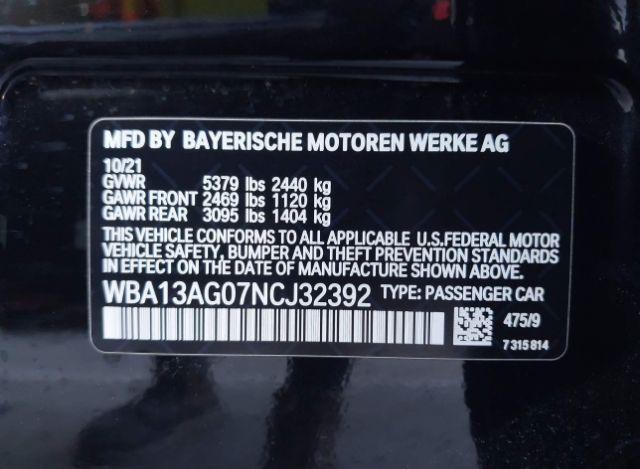 MFD BY BAYERISCHE MOTOREN WERKE AG
10/21
GVWR 5379 lbs 2440 kg
GAWR FRONT 2469 lbs 1120 kg
GAWR REAR 3095 lbs 1404 kg
THIS VEHICLE CONFORMS TO ALL APPLICABLE U.S.FEDERAL MOTOR
VEHICLE SAFETY, BUMPER AND THEFT PREVENTION STANDARDS
IN EFFECT ON THE DATE OF MANUFACTURE SHOWN ABOVE.
WBA13AG07NCJ32392 TYPE: PASSENGER CAR
475/9
7 315 814